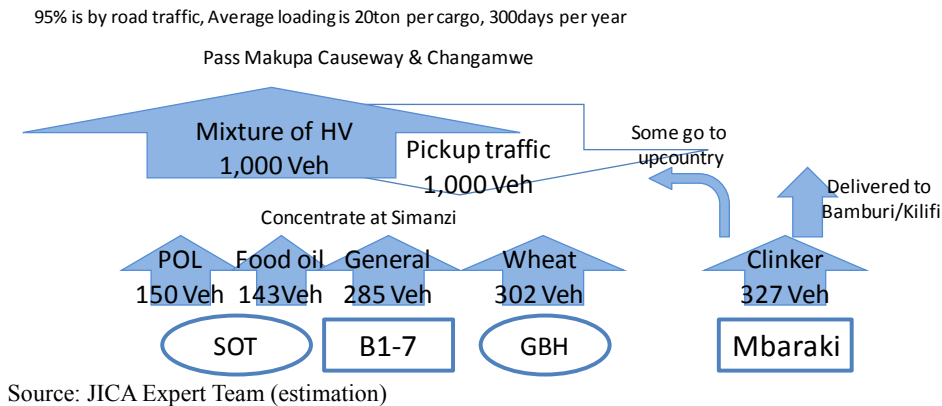 95% is by road traffic, Average loading is 20ton per cargo, 300days per year
Pass Makupa Causeway & Changamwe
Mixture of HV
1,000 Veh
Pickup traffic
1,000 Veh
Some go to
upcountry
Delivered to
Bamburi/Kilifi
Concentrate at Simanzi
POL
150 Veh
Food oil
143Veh
General
285 Veh
Wheat
302 Veh
Clinker
327 Veh
SOT
B1-7
GBH
Mbaraki
Source: JICA Expert Team (estimation)